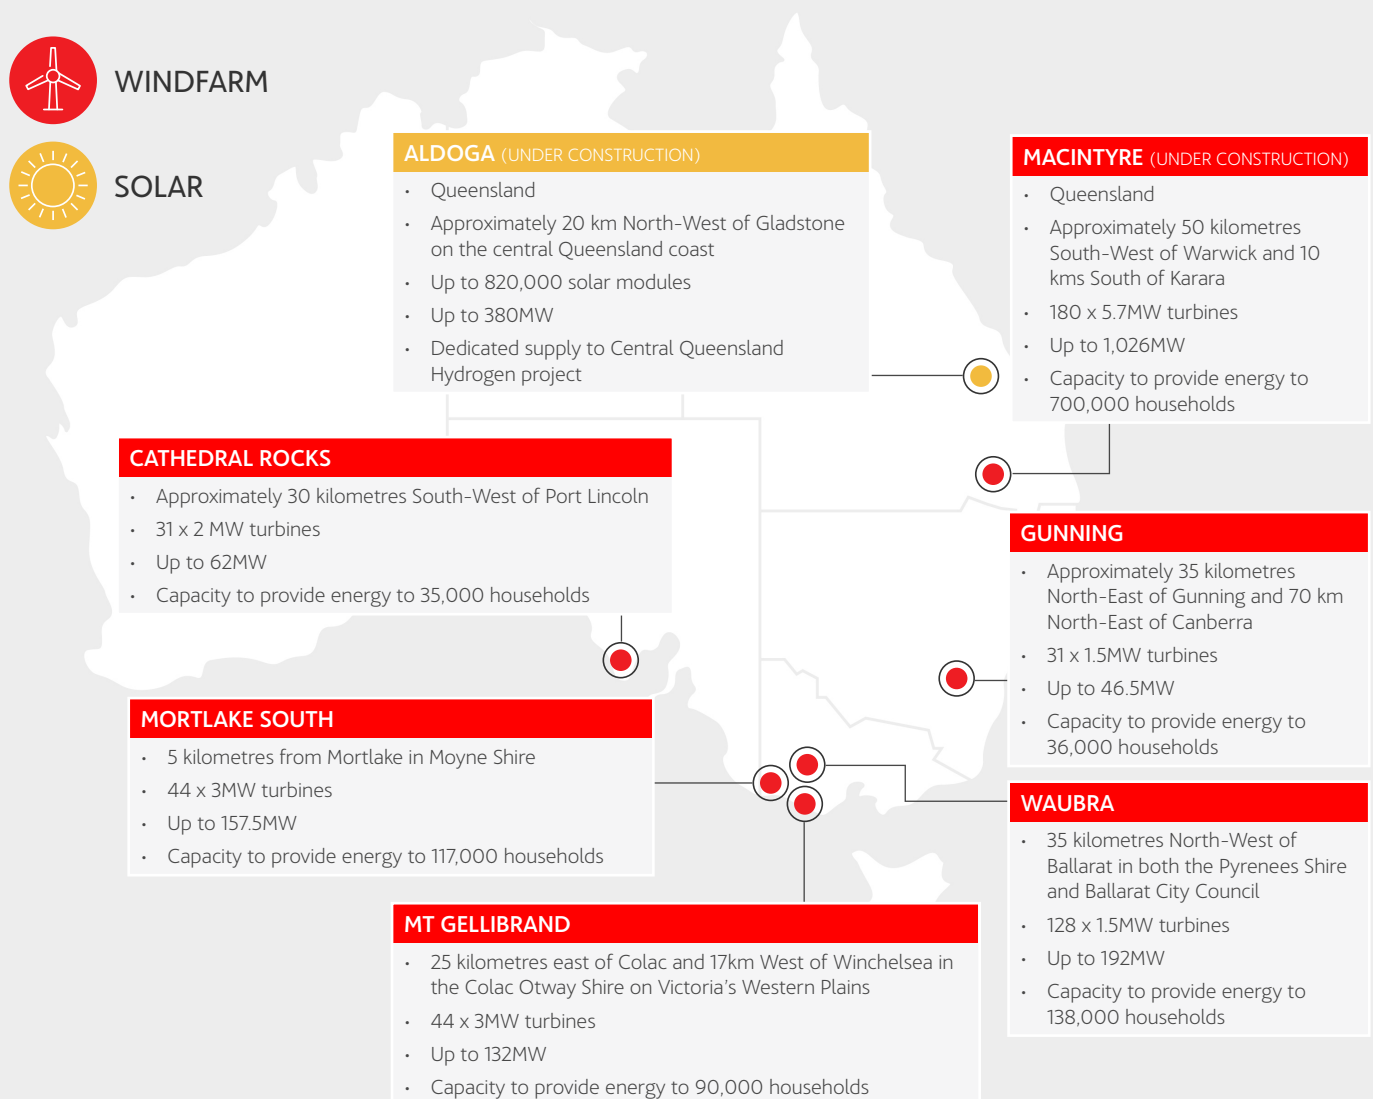 WINDFARM
SOLAR
ALDOGA (UNDER CONSTRUCTION)
• Queensland
• Approximately 20 km North-West of Gladstone
on the central Queensland coast
• Up to 820,000 solar modules
• Up to 380MW
• Dedicated supply to Central Queensland
Hydrogen project
MACINTYRE (UNDER CONSTRUCTION)
• Queensland
• Approximately 50 kilometres
South-West of Warwick and 10
kms South of Karara
• 180 x 5.7MW turbines
• Up to 1,026MW
• Capacity to provide energy to
700,000 households
CATHEDRAL ROCKS
• Approximately 30 kilometres South-West of Port Lincoln
• 31 x 2 MW turbines
• Up to 62MW
• Capacity to provide energy to 35,000 households
GUNNING
• Approximately 35 kilometres
North-East of Gunning and 70 km
North-East of Canberra
• 31 x 1.5MW turbines
• Up to 46.5MW
• Capacity to provide energy to
36,000 households
MORTLAKE SOUTH
• 5 kilometres from Mortlake in Moyne Shire
• 44 x 3MW turbines
• Up to 157.5MW
• Capacity to provide energy to 117,000 households
WAUBRA
• 35 kilometres North-West of
Ballarat in both the Pyrenees Shire
and Ballarat City Council
• 128 x 1.5MW turbines
• Up to 192MW
• Capacity to provide energy to
138,000 households
MT GELLIBRAND
• 25 kilometres east of Colac and 17km West of Winchelsea in
the Colac Otway Shire on Victoria's Western Plains
• 44 x 3MW turbines
• Up to 132MW
• Capacity to provide energy to 90,000 households